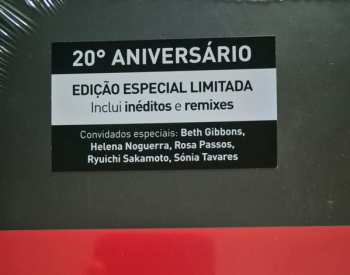 20° ANIVERSÁRIO
EDIÇÃO ESPECIAL LIMITADA
Inclui inéditos e remixes
Convidados especiais: Beth Gibbons,
Helena Noguerra, Rosa Passos,
Ryuichi Sakamoto, Sónia Tavares